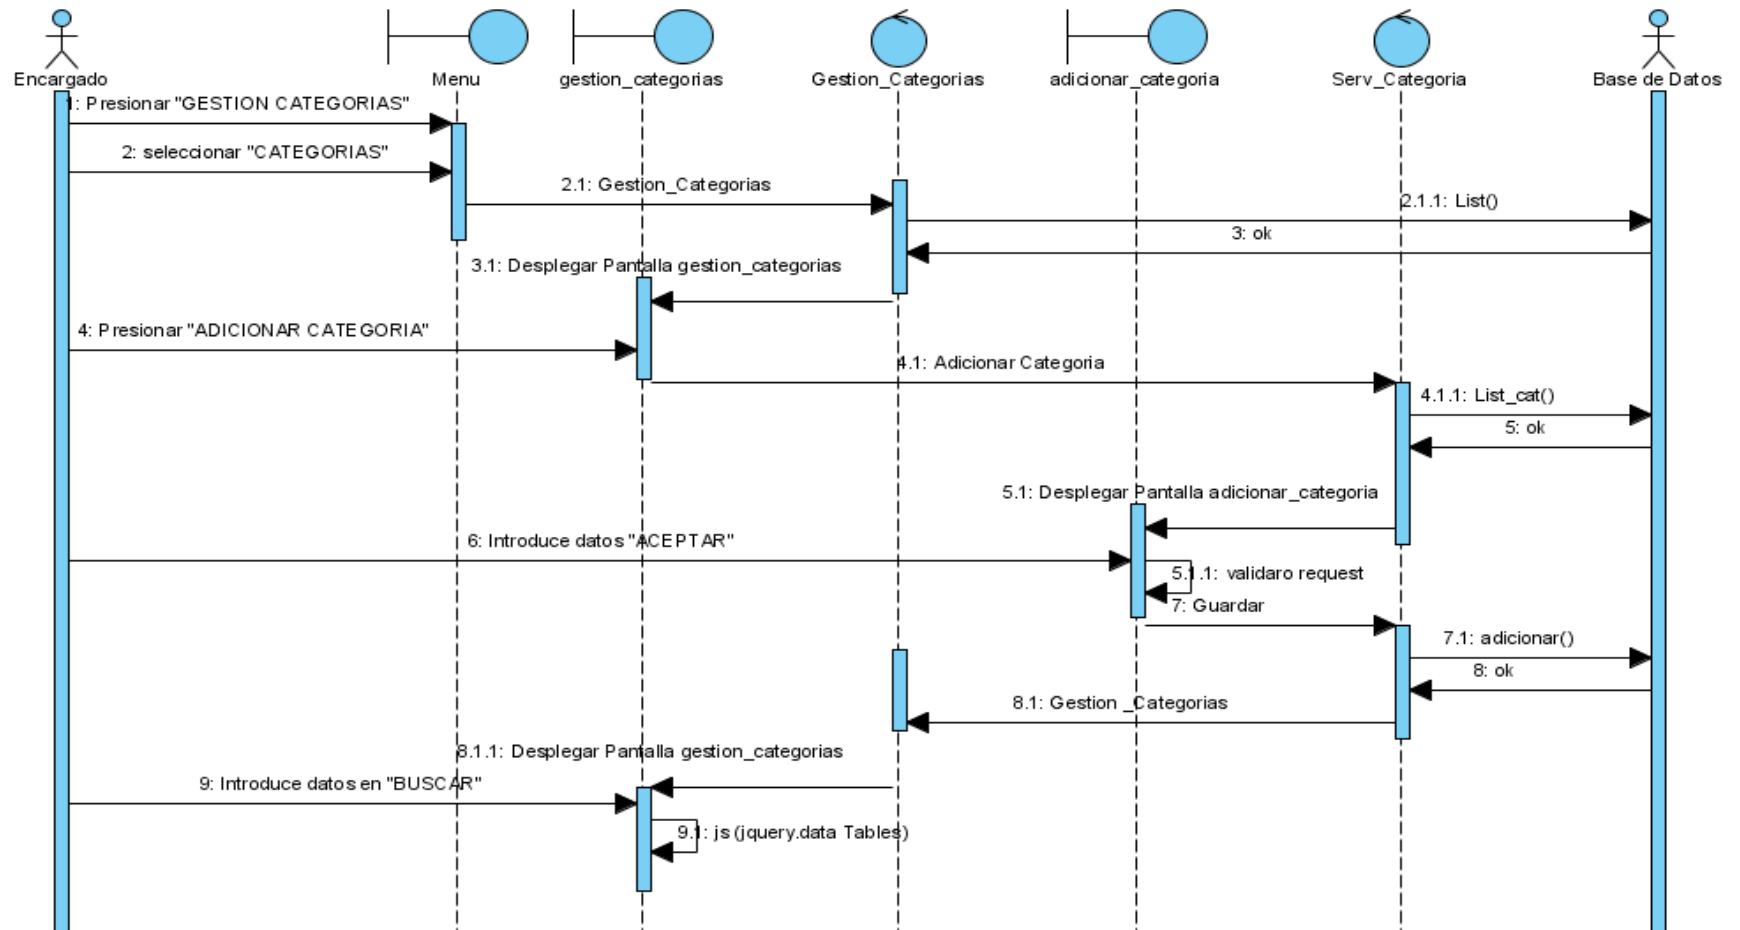 Encargado
Menu
gestion_categorias
Gestion_Categorias
adicionar_categoria
Serv_Categoria
Base de Datos
1: Presionar "GESTION CATEGORIAS"
2: seleccionar "CATEGORIAS"
2.1: Gestion_Categorias
2.1.1: List()
3: ok
3.1: Desplegar Pantalla gestion_categorias
4: Presionar "ADICIONAR CATEGORIA"
4.1: Adicionar Categoria
4.1.1: List_cat()
5: ok
5.1: Desplegar Pantalla adicionar_categoria
6: Introduce datos "ACEPTAR"
5.1.1: validaro request
7: Guardar
7.1: adicionar()
8: ok
8.1: Gestion _Categorias
8.1.1: Desplegar Pantalla gestion_categorias
9: Introduce datos en "BUSCAR"
9.1: js (jquery.data Tables)